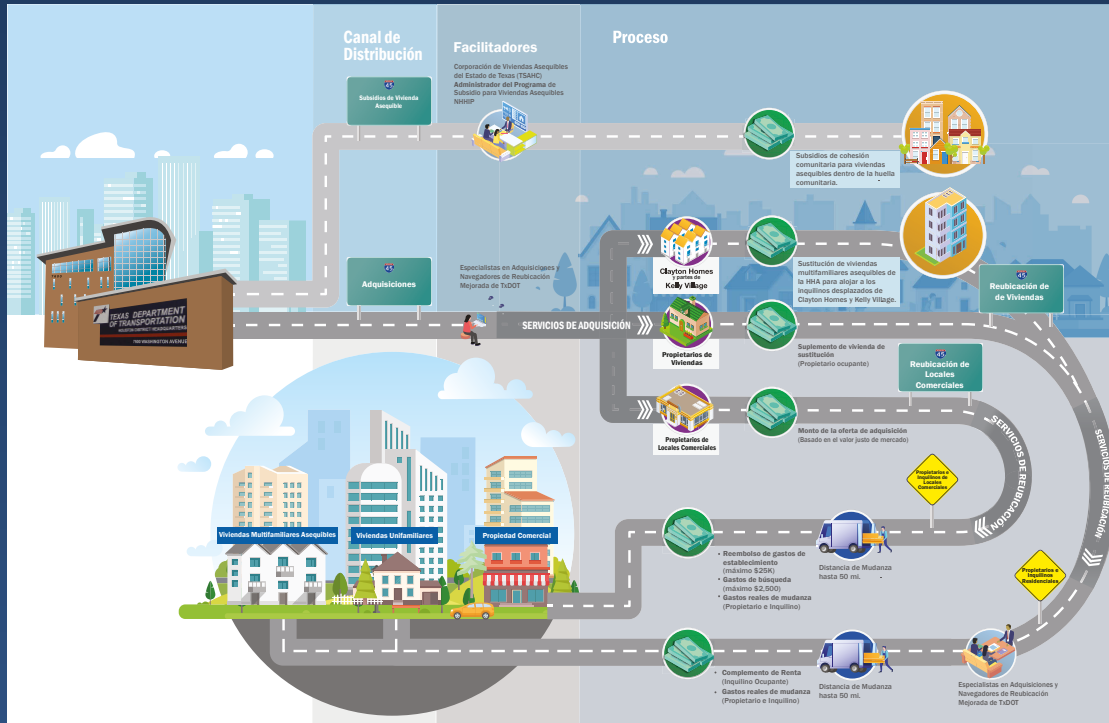 Canal de
Distribución
Facilitadores
Proceso
Corporación de Viviendas Asequibles
del Estado de Texas (TSAHC)
Administrador del Programa de
Subsidio para Viviendas Asequibles
NHHIP
45
Subsidios de Vivienda
Asequible
Subsidios de cohesión
comunitaria para viviendas
asequibles dentro de la huella
comunitaria.
TEXAS DEPARTMENT
OF TRANSPORTATION
HOUSTON DISTRICT HEADQUARTERS
7600 WASHINGTON AVENUE
45
Adquisiciones
Especialistas en Adquisiciones y
Navegadores de Reubicación
Mejorada de TxDOT
SERVICIOS DE ADQUISICIÓN
Clayton Homes
y partes de
Kelly Village
Sustitución de viviendas
multifamiliares asequibles de
la HHA para alojar a los
inquilinos desplazados de
Clayton Homes y Kelly Village.
45
Reubicación de
de Viviendas
Propietarios de
Viviendas
Suplemento de vivienda de
sustitución
(Propietario ocupante)
45
Reubicación de
Locales
Comerciales
Propietarios de
Locales Comerciales
Monto de la oferta de adquisición
(Basado en el valor justo de mercado)
SERVICIOS DE REUBICACIÓN
SERVICIOS DE REUBICACIÓN
Propietarios e
Inquilinos de
Locales
Comerciales
Viviendas Multifamiliares Asequibles
Viviendas Unifamiliares
Propiedad Comercial
• Reembolso de gastos de
establecimiento
(máximo $25K)
• Gastos de búsqueda
(máximo $2,500)
• Gastos reales de mudanza
(Propietario e Inquilino)
Distancia de Mudanza
hasta 50 mi.
Propietarios e
Inquilinos
Residenciales
• Complemento de Renta
(Inquilino Ocupante)
• Gastos reales de mudanza
(Propietario e Inquilino)
Distancia de Mudanza
hasta 50 mi.
Especialistas en Adquisiciones y
Navegadores de Reubicación
Mejorada de TxDOT